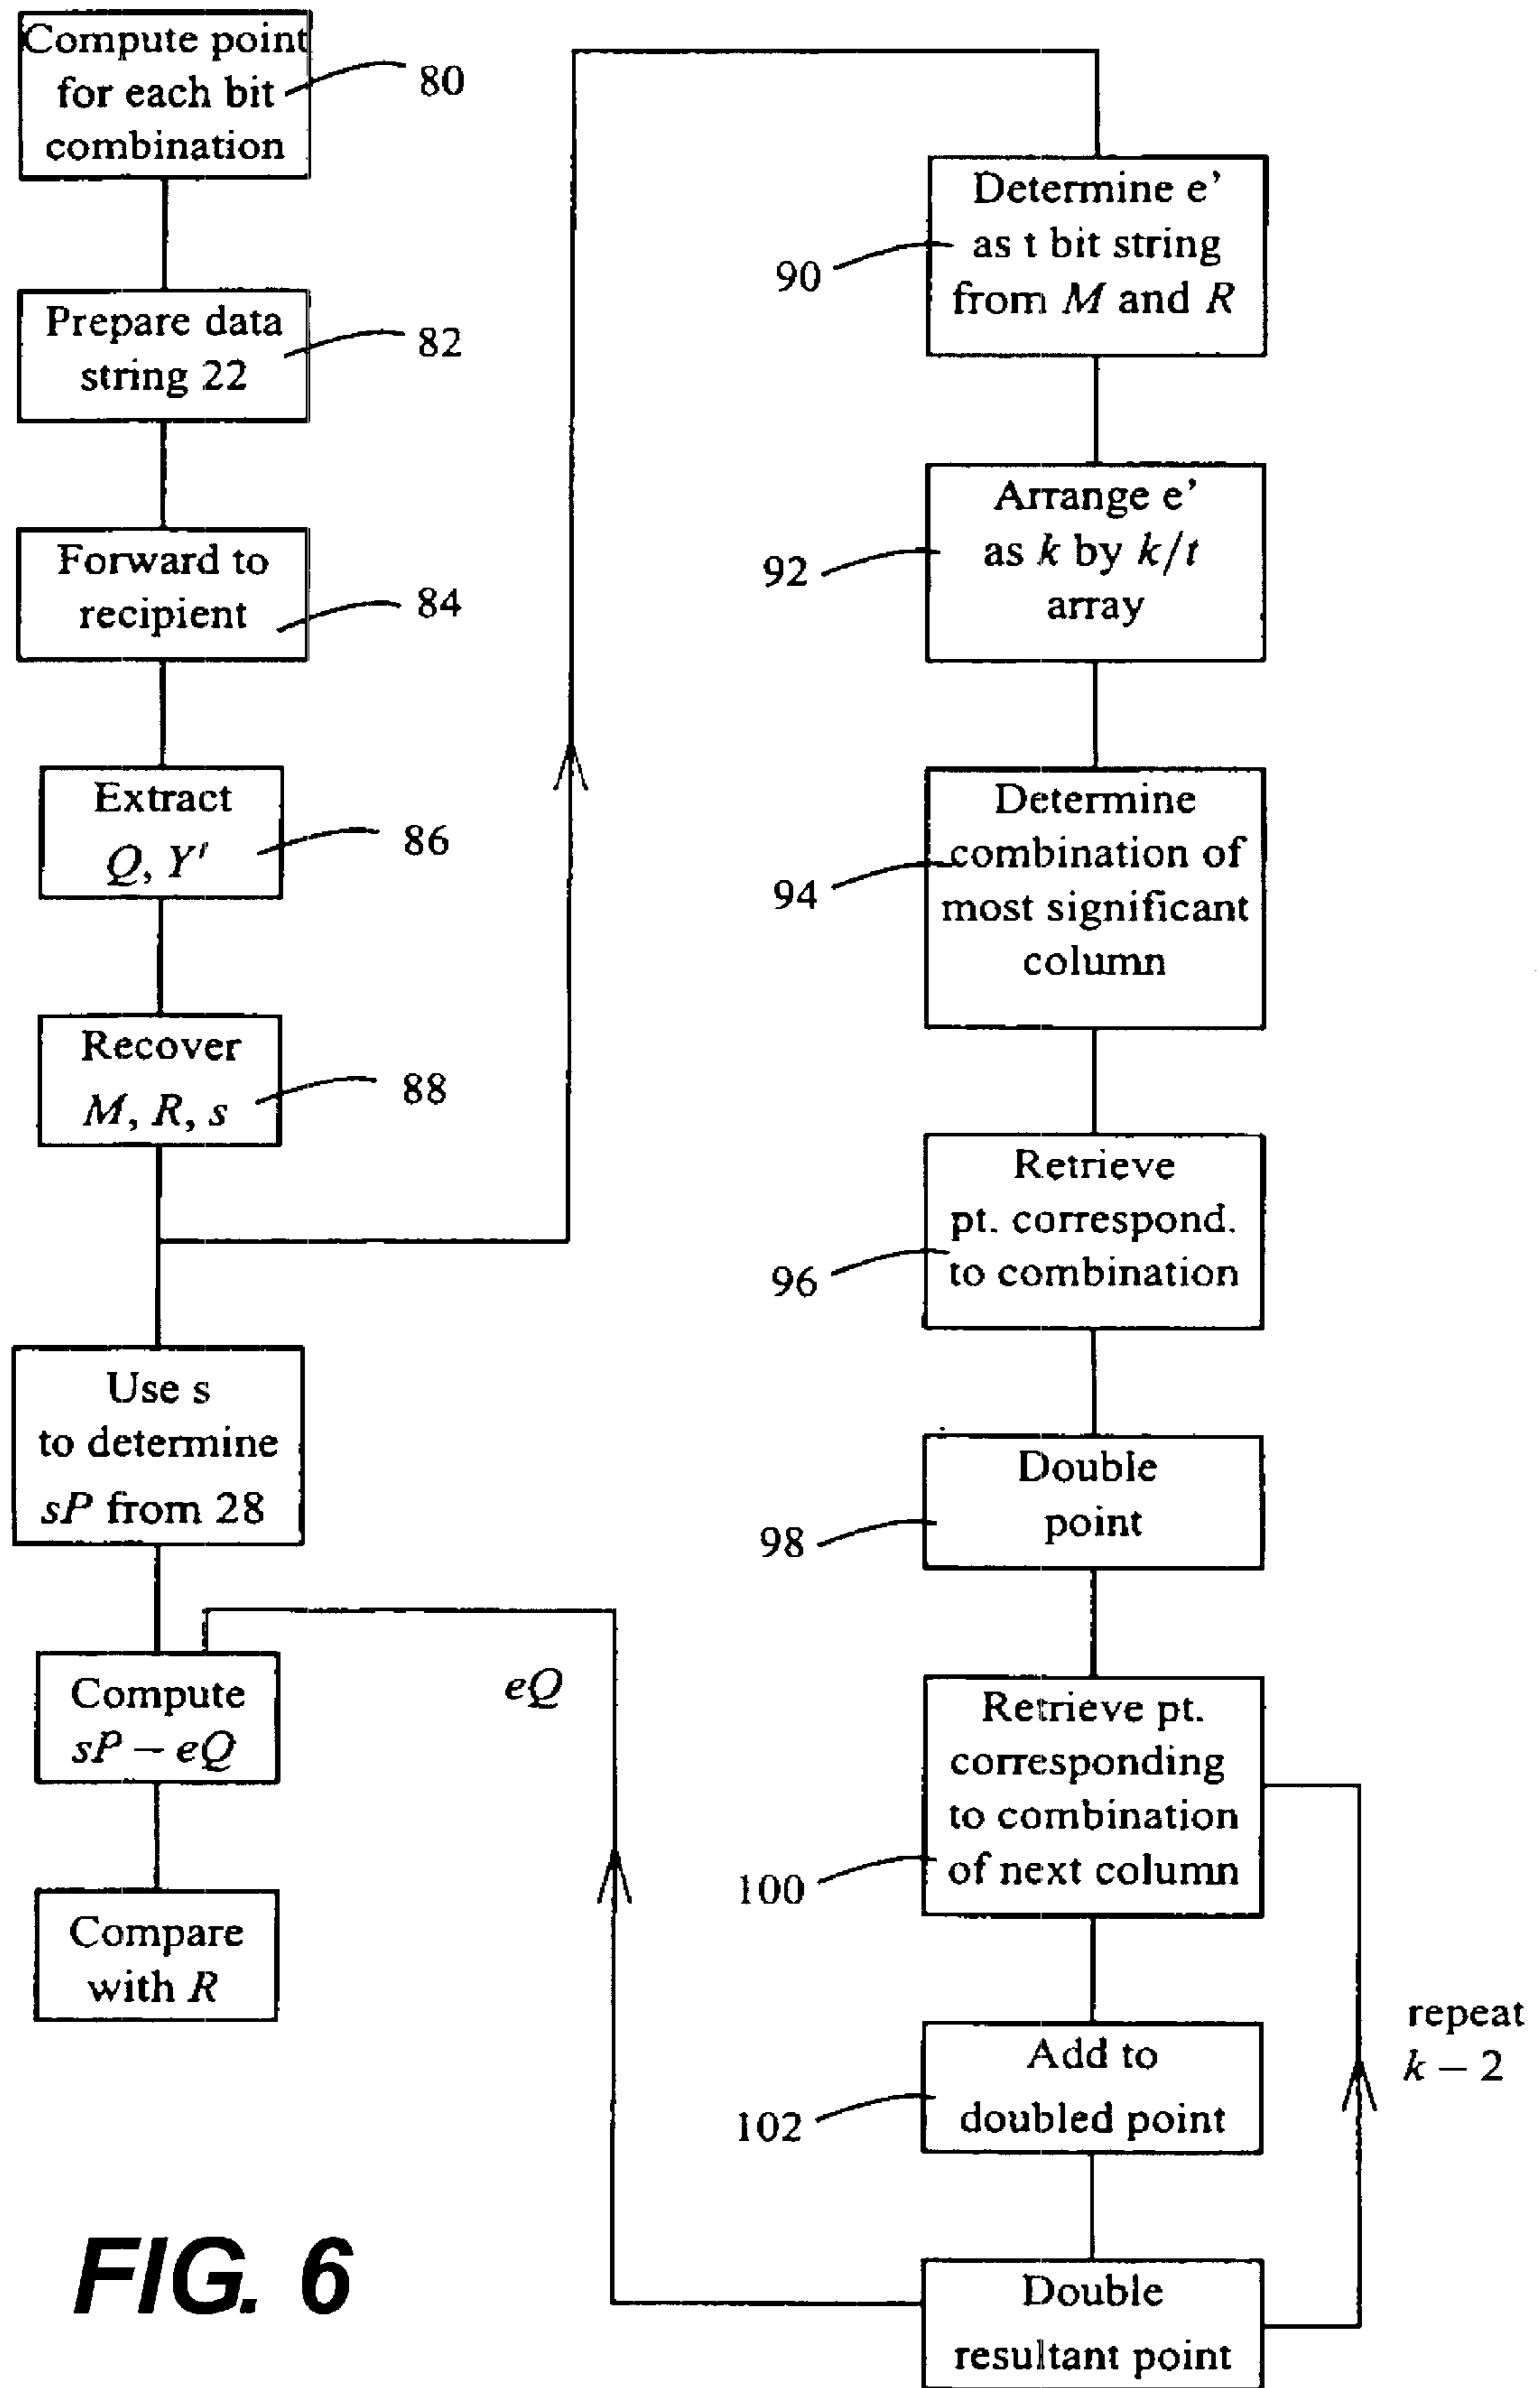 Compute point
for each bit
combination
80
Prepare data
string 22
82
Forward to
recipient
84
Extract
Q, Y'
86
Recover
M, R, s
88
Use s
to determine
sP from 28
Compute
sP – eQ
Compare
with R
eQ
Determine e'
as t bit string
from M and R
90
Arrange e'
as k by k/t
array
92
Determine
combination of
most significant
column
94
Retrieve
pt. correspond.
to combination
96
Double
point
98
Retrieve pt.
corresponding
to combination
of next column
100
Add to
doubled point
102
Double
resultant point
repeat
k – 2
FIG. 6